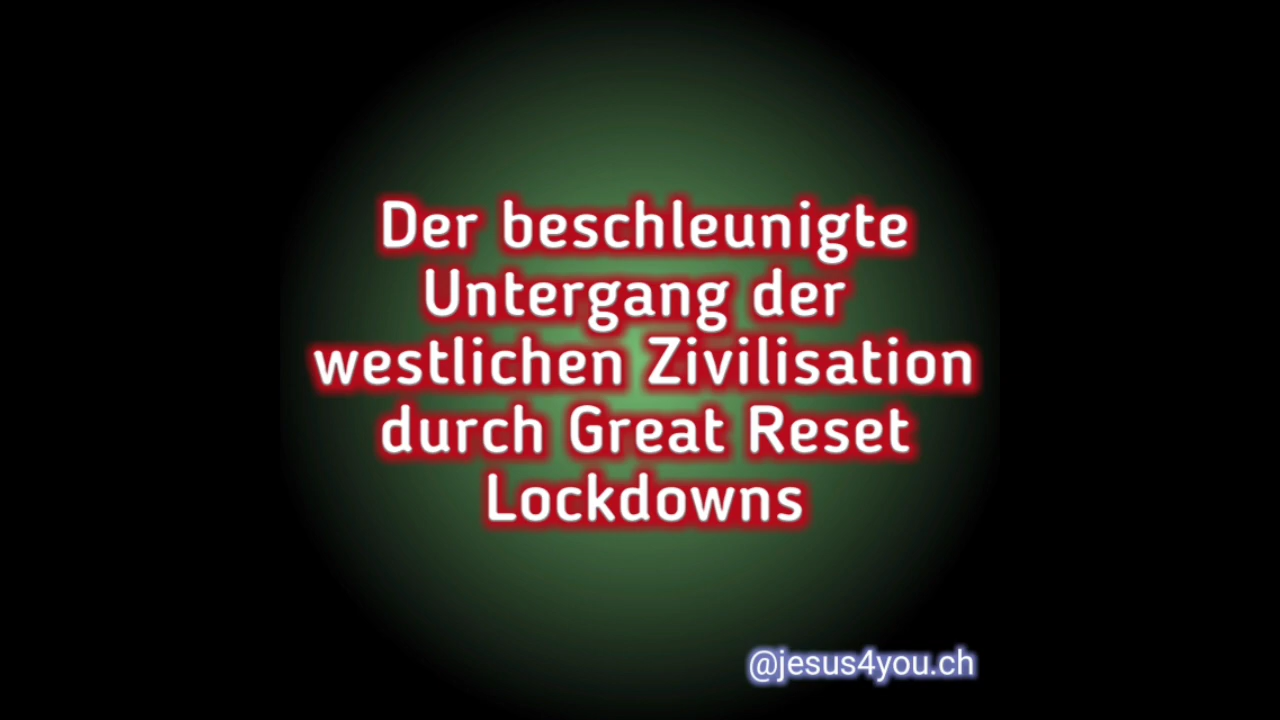 Der beschleunigte
Untergang der
westlichen Zivilisation
durch Great Reset
Lockdowns
@jesus4you.ch